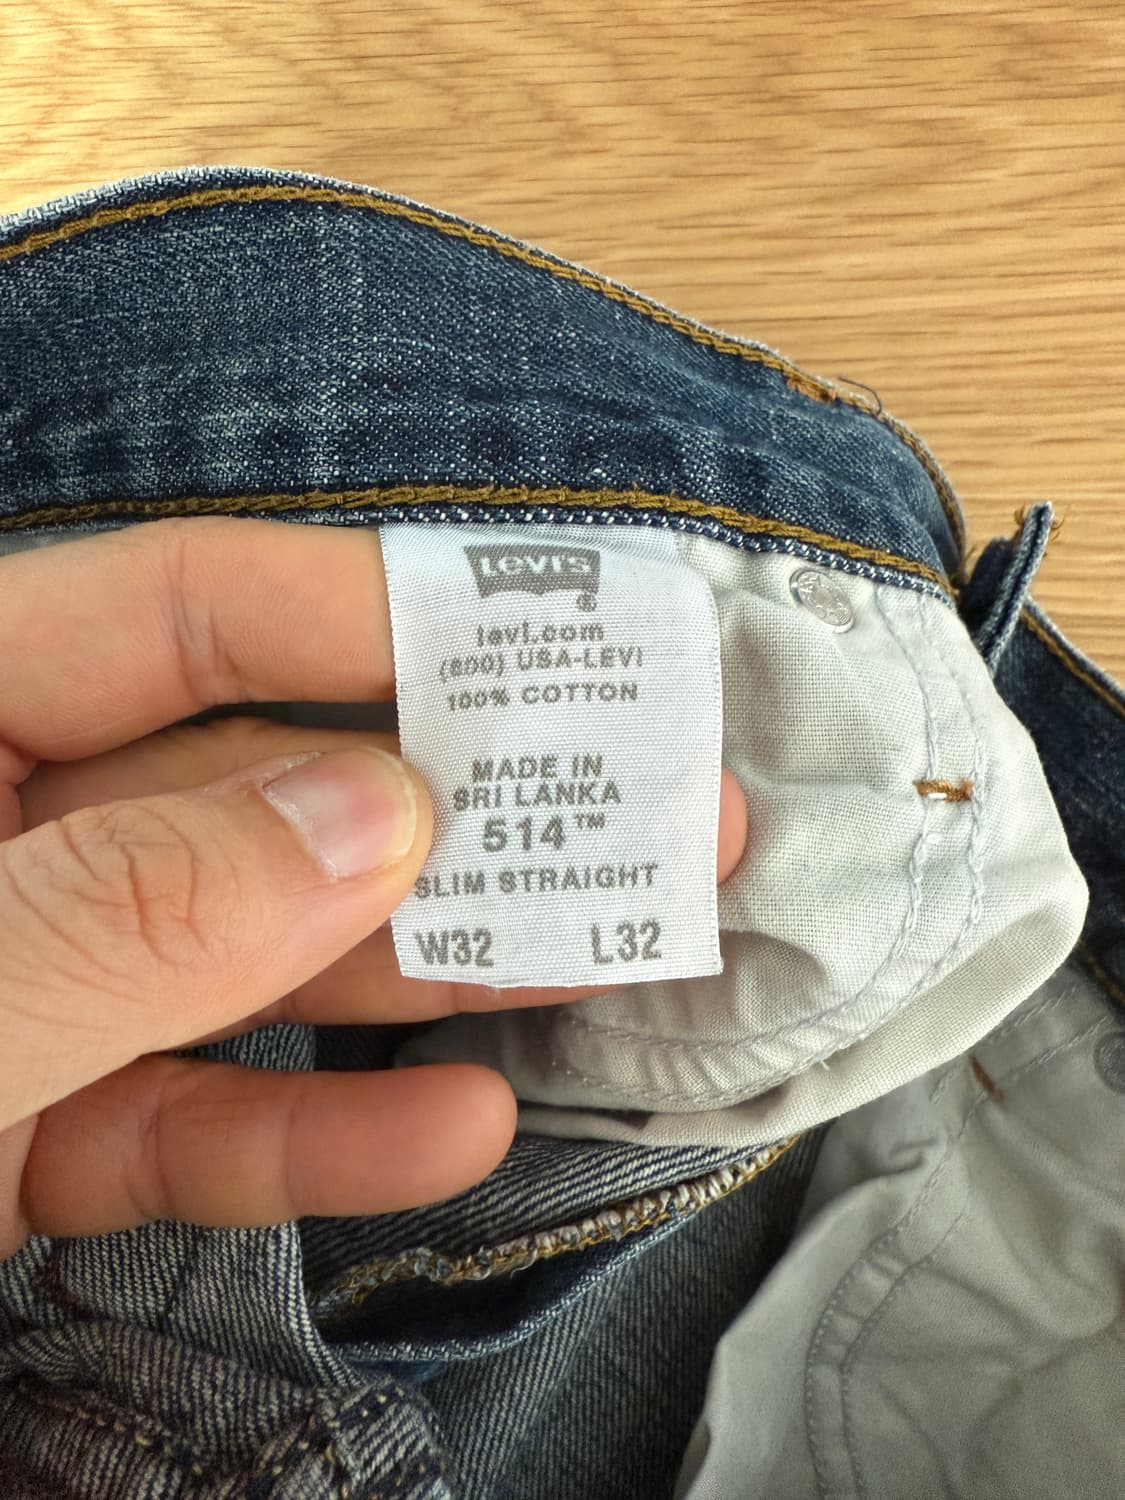 Levi's
®
levi.com
(800) USA-LEVI
100% COTTON
MADE IN
SRI LANKA
514™
SLIM STRAIGHT
W32 L32